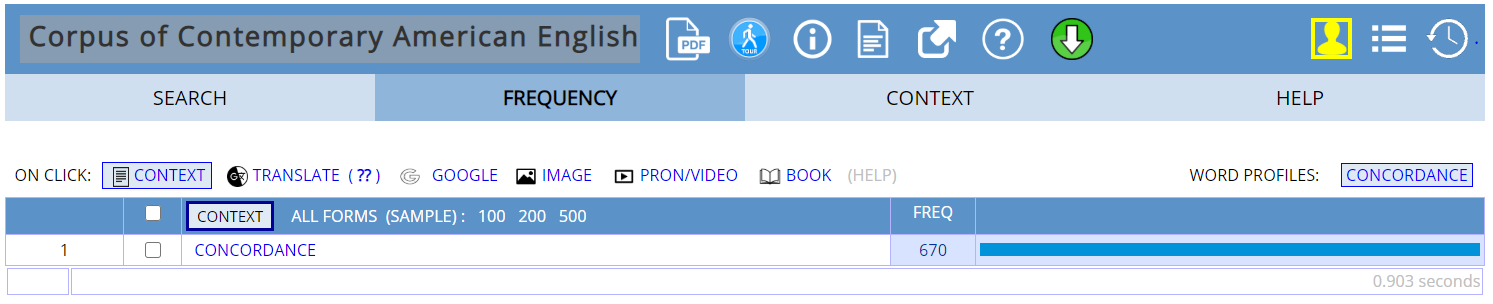 Corpus of Contemporary American English PDF TOUR
SEARCH FREQUENCY CONTEXT HELP
ON CLICK: CONTEXT TRANSLATE ( ?? ) GOOGLE IMAGE PRON/VIDEO BOOK (HELP) WORD PROFILES: CONCORDANCE
CONTEXT ALL FORMS (SAMPLE) : 100 200 500 FREQ
1 CONCORDANCE 670
0.903 seconds